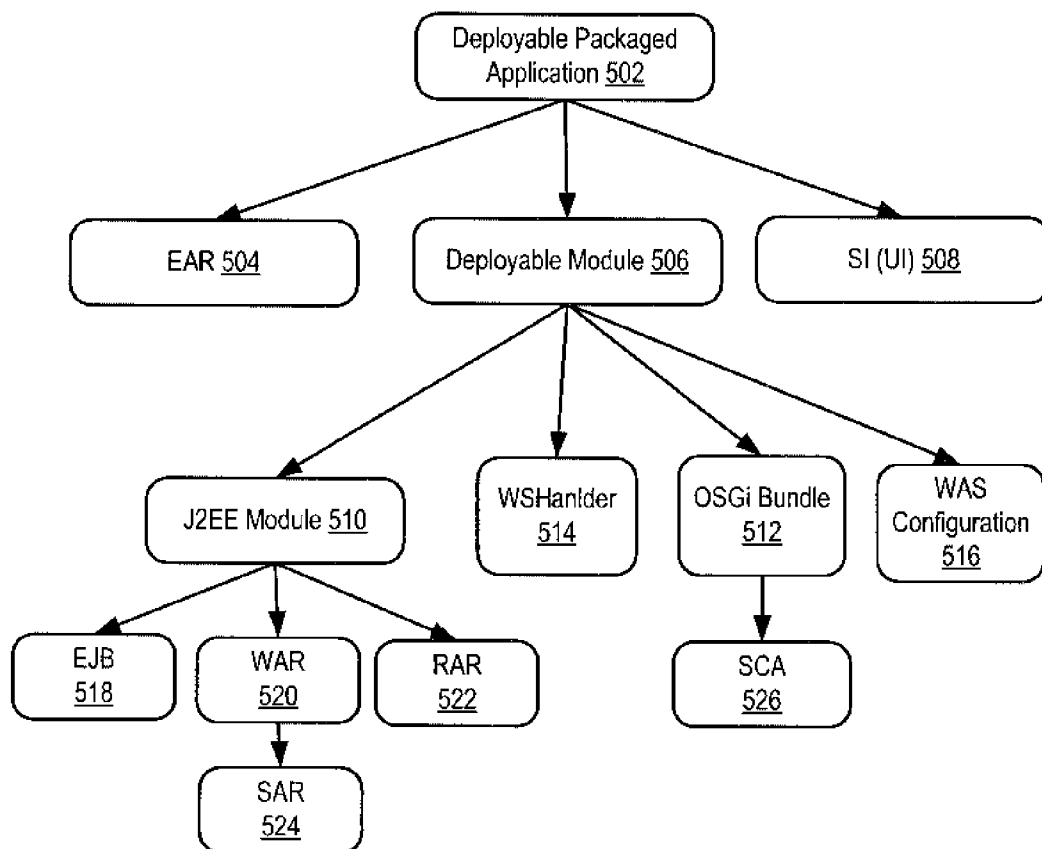 Deployable Packaged
Application 502
EAR 504
Deployable Module 506
SI (UI) 508
J2EE Module 510
WSHanlder
514
OSGi Bundle
512
WAS
Configuration
516
EJB
518
WAR
520
RAR
522
SCA
526
SAR
524